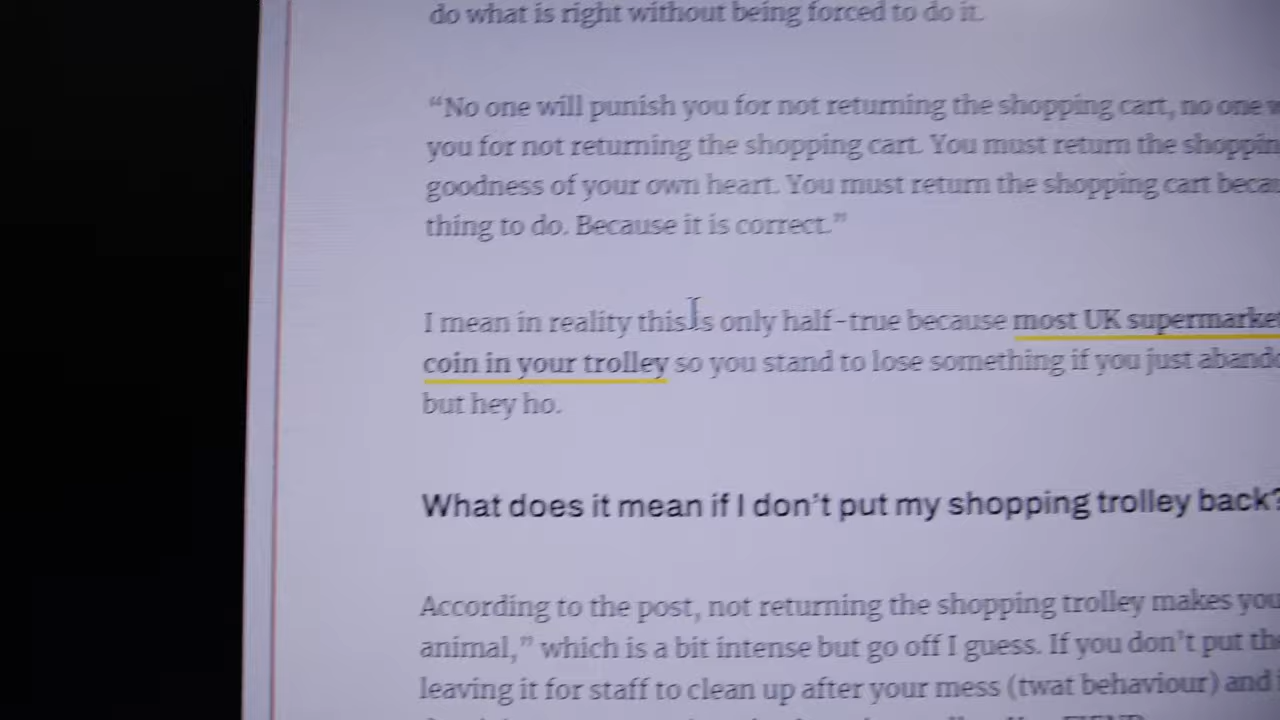 do what is right without being forced to do it.
“No one will punish you for not returning the shopping cart, no one
you for not returning the shopping cart. You must return the
goodness of your own heart. You must return the shopping cart
thing to do. Because it is correct.”
I mean in reality this is only half-true because most UK
coin in your trolley so you stand to lose something if you just
but hey ho.
What does it mean if I don’t put my shopping trolley back?
According to the post, not returning the shopping trolley makes you
animal,” which is a bit intense but go off I guess. If you don’t put
leaving it for staff to clean up after your mess (twat behaviour) and